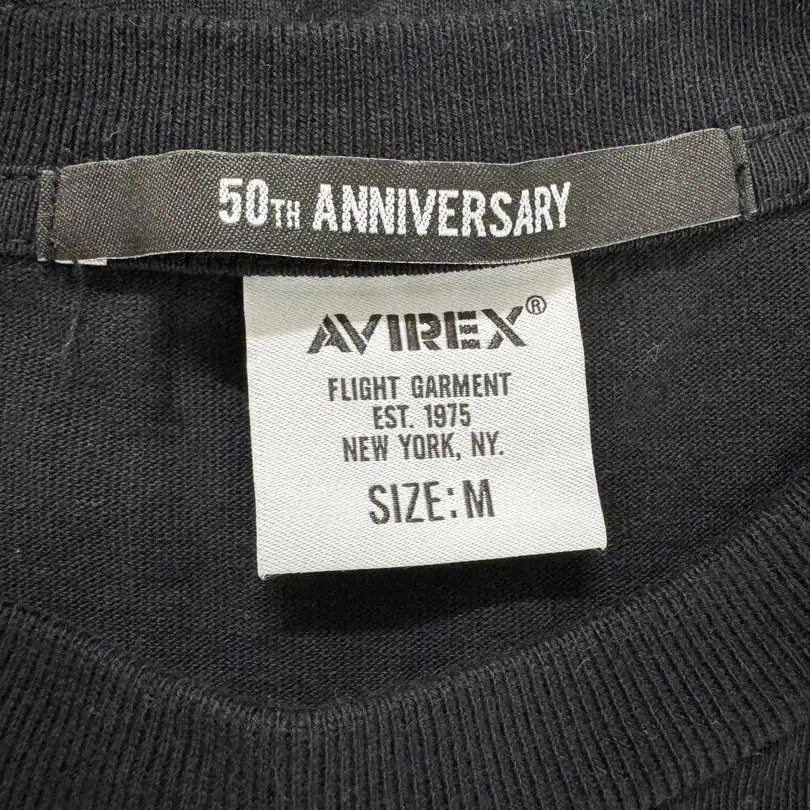 50TH ANNIVERSARY
AVIREX®
FLIGHT GARMENT
EST. 1975
NEW YORK, NY.
SIZE: M